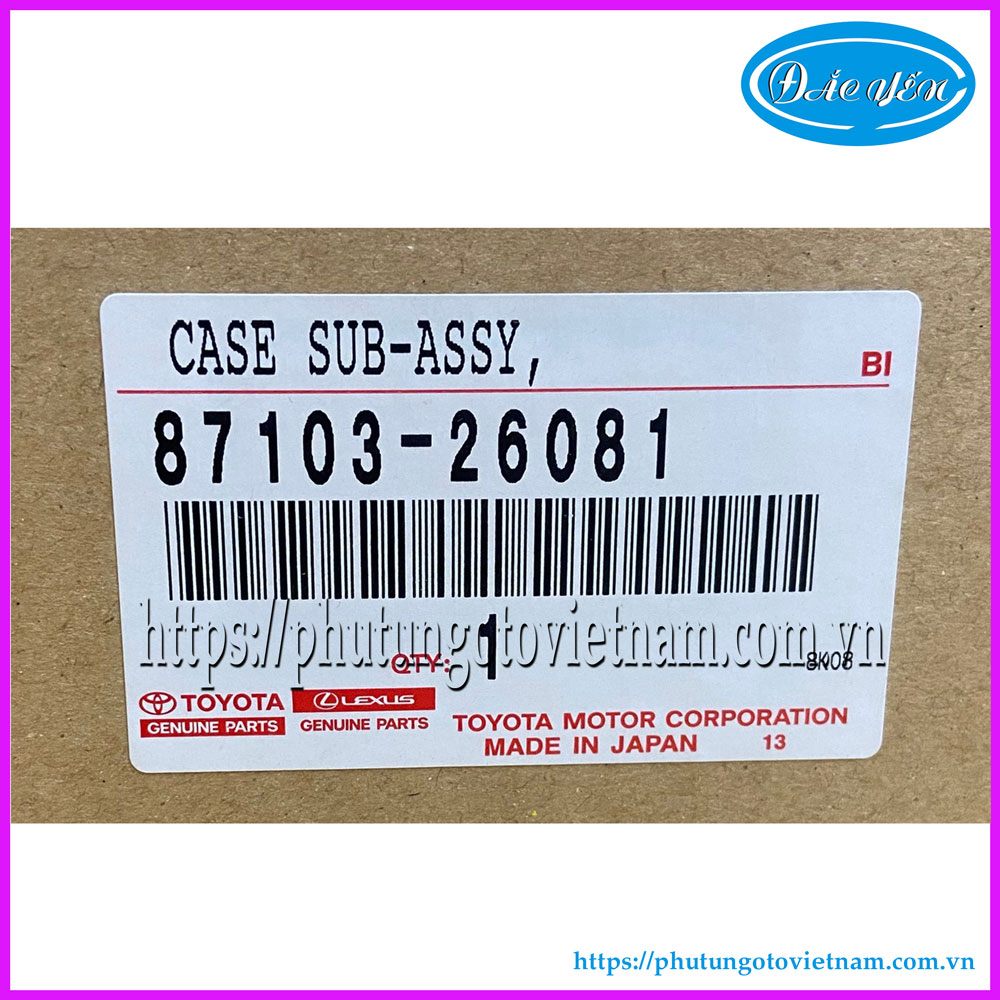 ĐẮC YẾN
CASE SUB-ASSY,
BI
87103-26081
https://phutungotovietnam.com.vn
QTY: 1
8K08
TOYOTA
GENUINE PARTS
LEXUS
GENUINE PARTS
TOYOTA MOTOR CORPORATION
MADE IN JAPAN 13
https://phutungotovietnam.com.vn